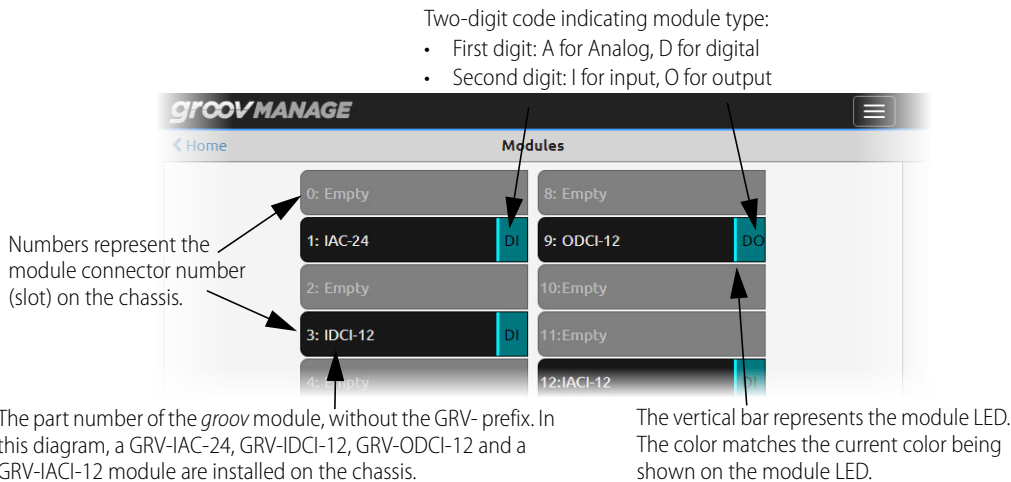 Two-digit code indicating module type:
• First digit: A for Analog, D for digital
• Second digit: I for input, O for output
groov MANAGE
Home
Modules
0: Empty
8: Empty
1: IAC-24 DI
9: ODCI-12 DO
Numbers represent the
module connector number
(slot) on the chassis.
2: Empty
10:Empty
3: IDCI-12 DI
11:Empty
4: Empty
12:IACI-12 DI
The part number of the groov module, without the GRV- prefix. In
this diagram, a GRV-IAC-24, GRV-IDCI-12, GRV-ODCI-12 and a
GRV-IACI-12 module are installed on the chassis.
The vertical bar represents the module LED.
The color matches the current color being
shown on the module LED.